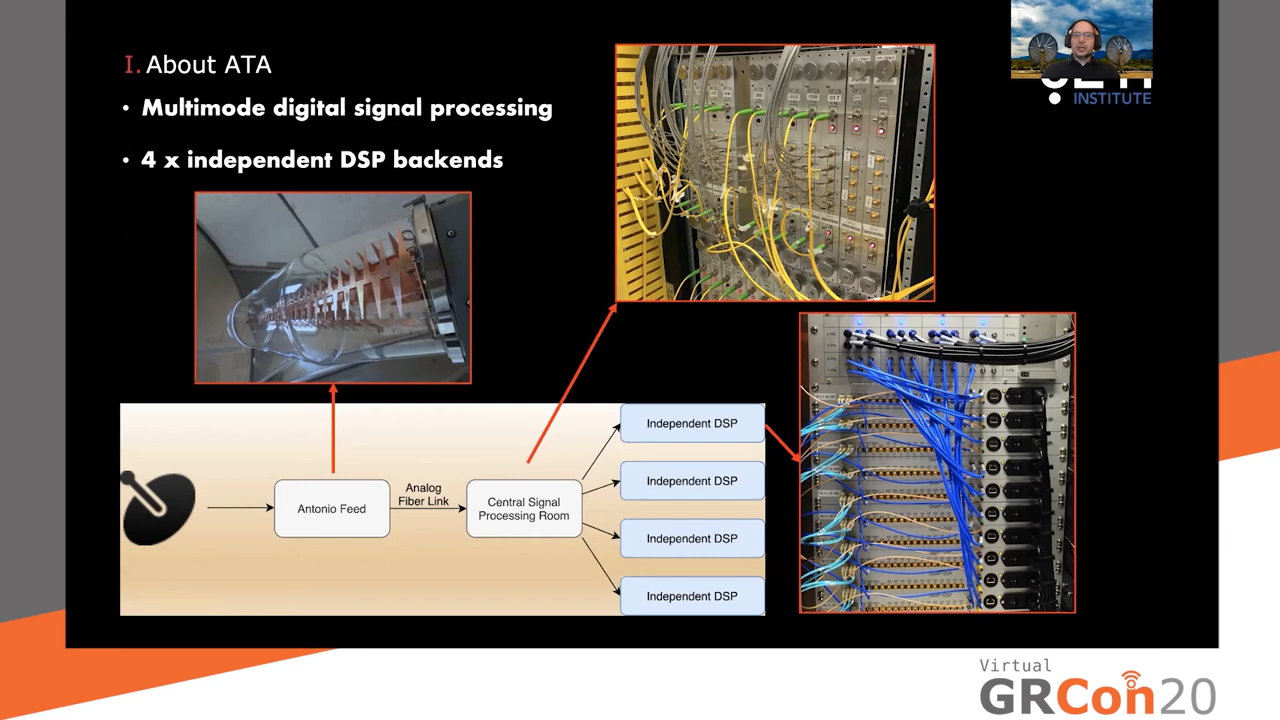 I. About ATA
• Multimode digital signal processing
• 4 x independent DSP backends
INSTITUTE
Antonio Feed
Analog
Fiber Link
Central Signal
Processing Room
Independent DSP
Independent DSP
Independent DSP
Independent DSP
Virtual
GRCon20